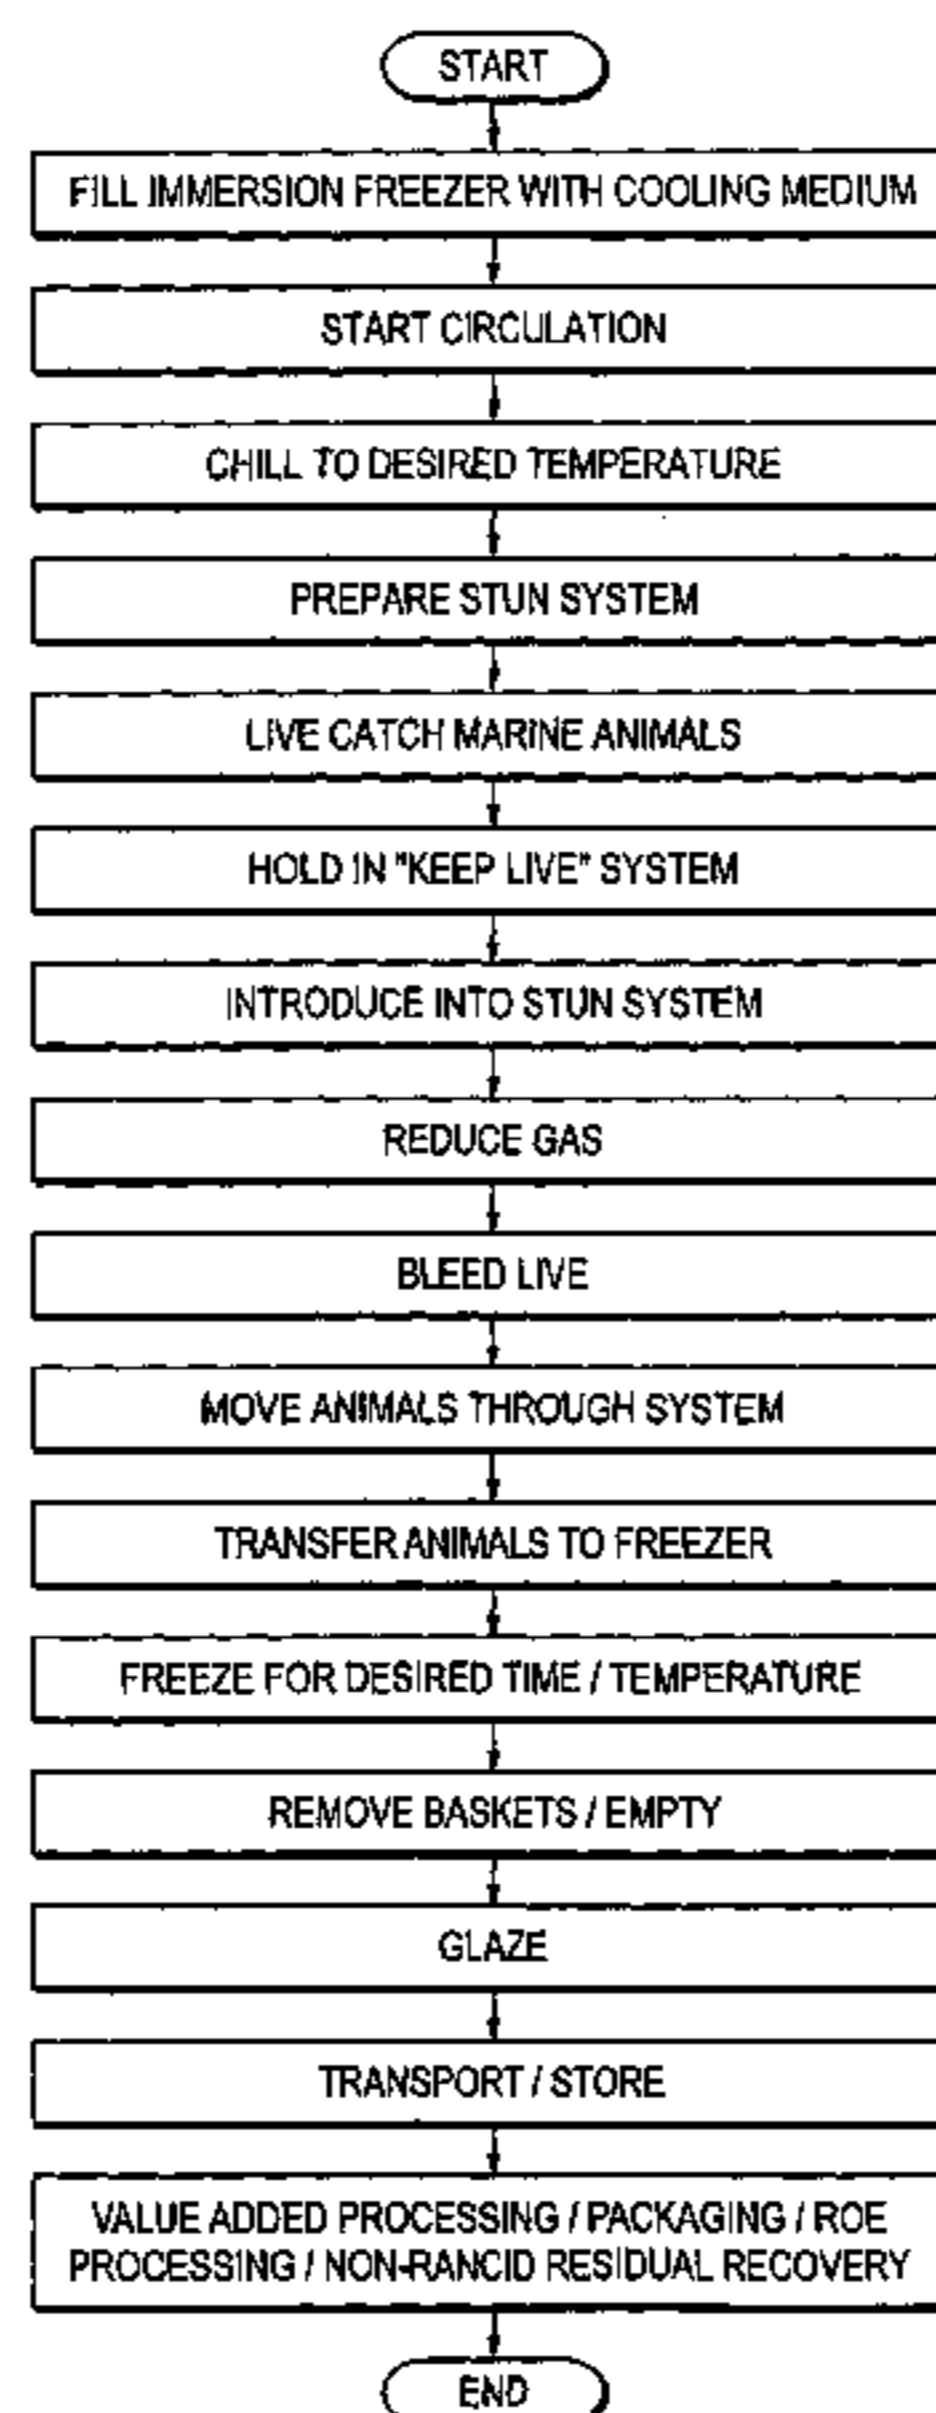 START
FILL IMMERSION FREEZER WITH COOLING MEDIUM
START CIRCULATION
CHILL TO DESIRED TEMPERATURE
PREPARE STUN SYSTEM
LIVE CATCH MARINE ANIMALS
HOLD IN "KEEP LIVE" SYSTEM
INTRODUCE INTO STUN SYSTEM
REDUCE GAS
BLEED LIVE
MOVE ANIMALS THROUGH SYSTEM
TRANSFER ANIMALS TO FREEZER
FREEZE FOR DESIRED TIME / TEMPERATURE
REMOVE BASKETS / EMPTY
GLAZE
TRANSPORT / STORE
VALUE ADDED PROCESSING / PACKAGING / ROE
PROCESSING / NON-RANCID RESIDUAL RECOVERY
END